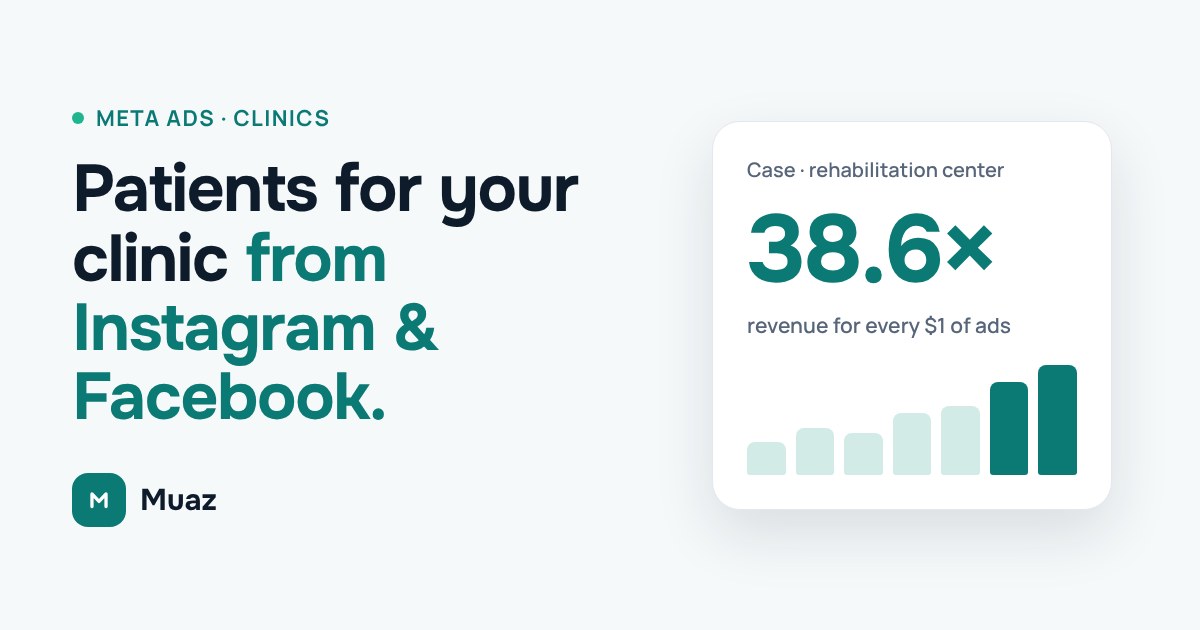 META ADS · CLINICS
Patients for your
clinic from
Instagram &
Facebook.
M
Muaz
Case · rehabilitation center
38.6×
revenue for every $1 of ads